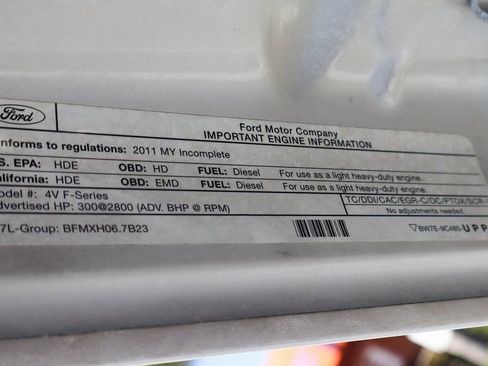 Ford
Ford Motor Company
IMPORTANT ENGINE INFORMATION
nforms to regulations: 2011 MY Incomplete
S. EPA: HDE OBD: HD FUEL: Diesel For use as a light heavy-duty engine.
alifornia: HDE OBD: EMD FUEL: Diesel For use as a light heavy-duty engine.
odel #: 4V F-Series
TC/DDI/CAC/EGR-C/OC/PTOX/SCR-
dvertised HP: 300@2800 (ADV. BHP @ RPM)
No adjustments needed.
7L-Group: BFMXH06.7B23
BW7E-9C485- UPP